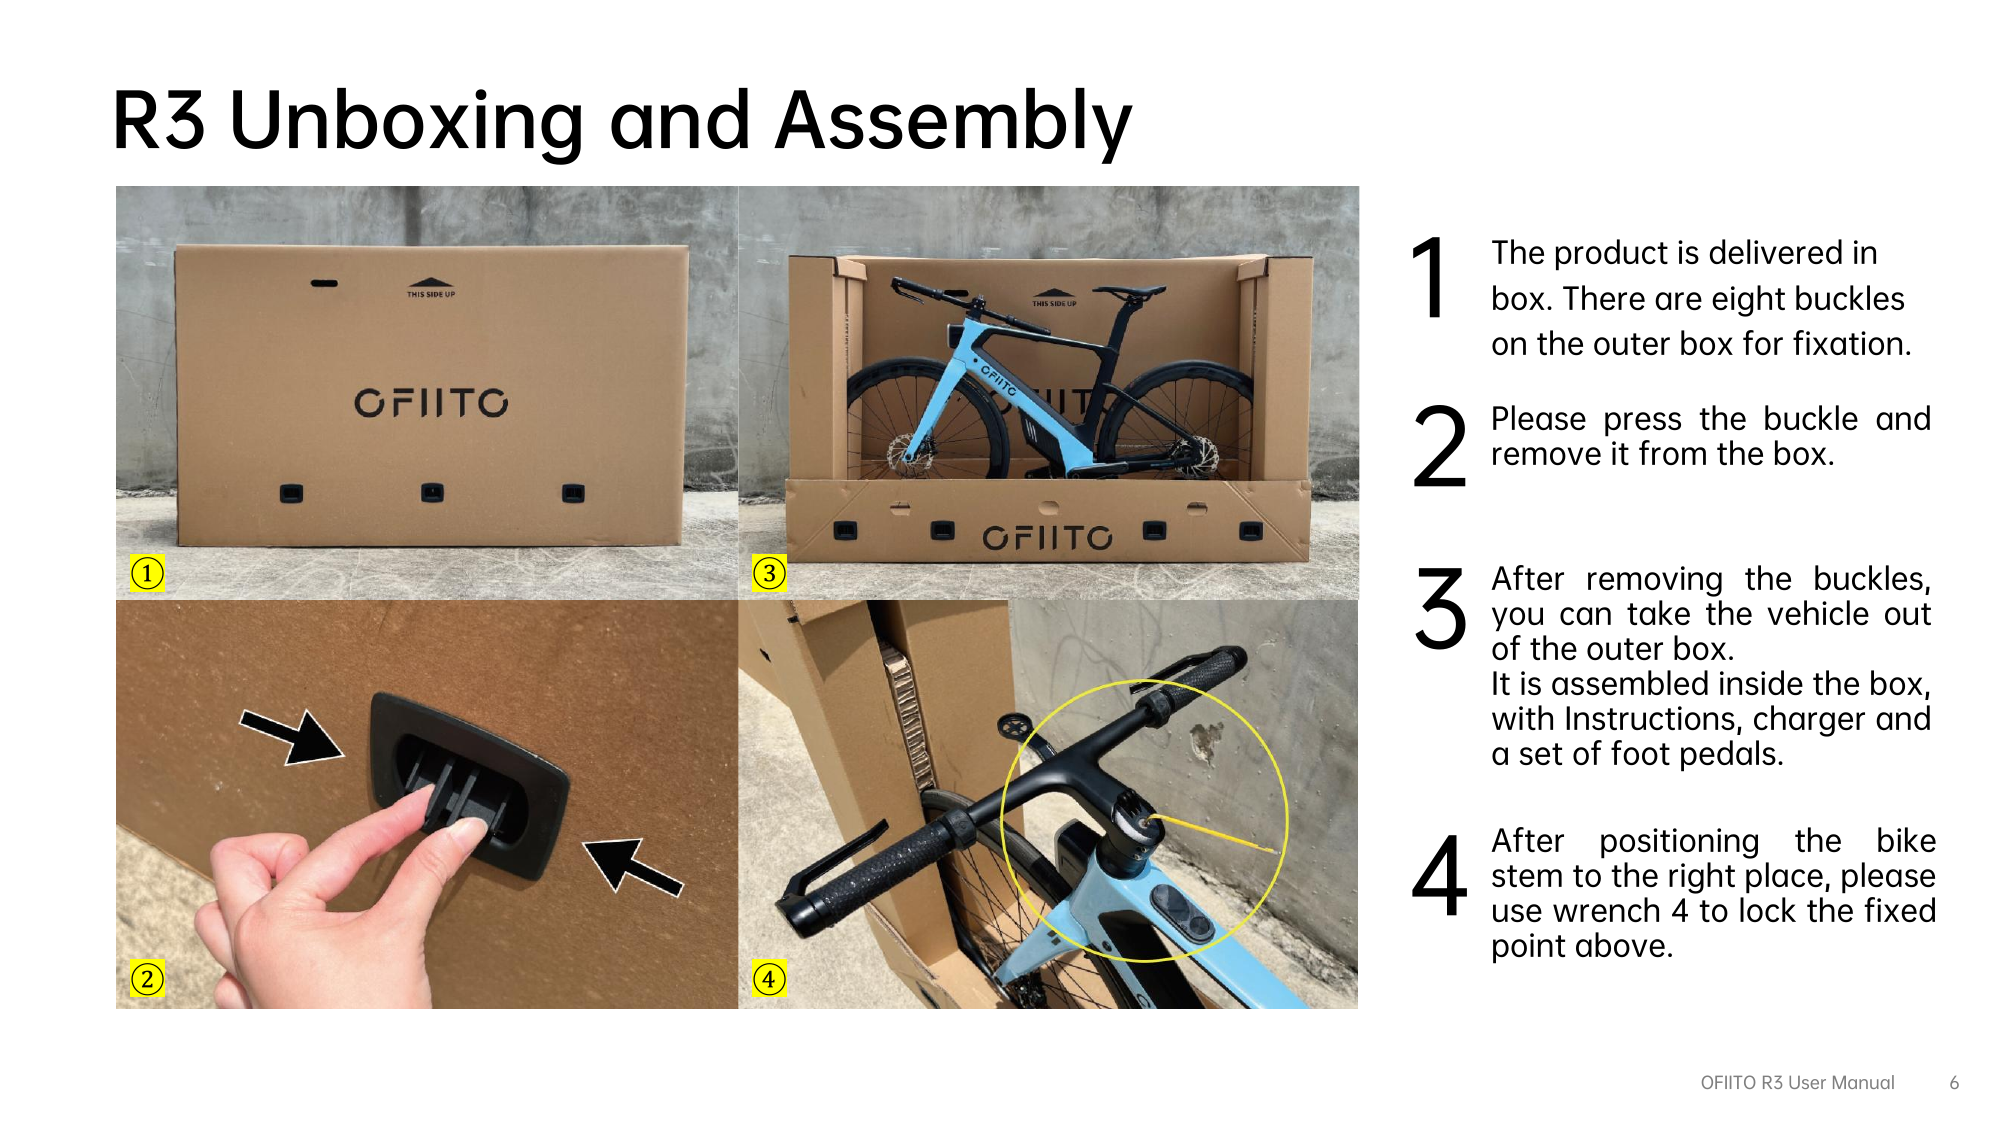 R3 Unboxing and Assembly
THIS SIDE UP
OFIITO
①
THIS SIDE UP
OFIITO
OFIITO
③
②
④
1
The product is delivered in
box. There are eight buckles
on the outer box for fixation.
2
Please press the buckle and
remove it from the box.
3
After removing the buckles,
you can take the vehicle out
of the outer box.
It is assembled inside the box,
with Instructions, charger and
a set of foot pedals.
4
After positioning the bike
stem to the right place, please
use wrench 4 to lock the fixed
point above.
OFIITO R3 User Manual 6